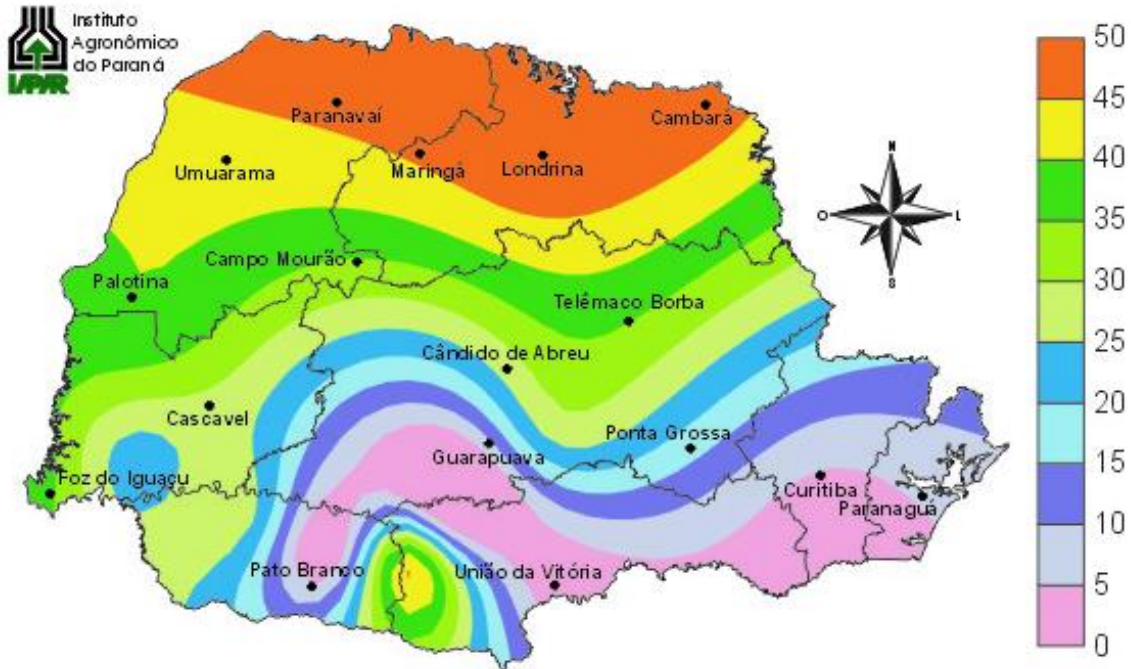 Instituto
Agronômico
do Paraná
IAPAR
Paranavaí
Cambará
Umuarama
Maringá
Londrina
Campo Mourão
Palotina
Telêmaco Borba
Cândido de Abreu
Cascavel
Ponta Grossa
Guarapuava
Foz do Iguaçu
Curitiba
Paranaguá
Pato Branco
União da Vitória
N
O
L
S
50
45
40
35
30
25
20
15
10
5
0